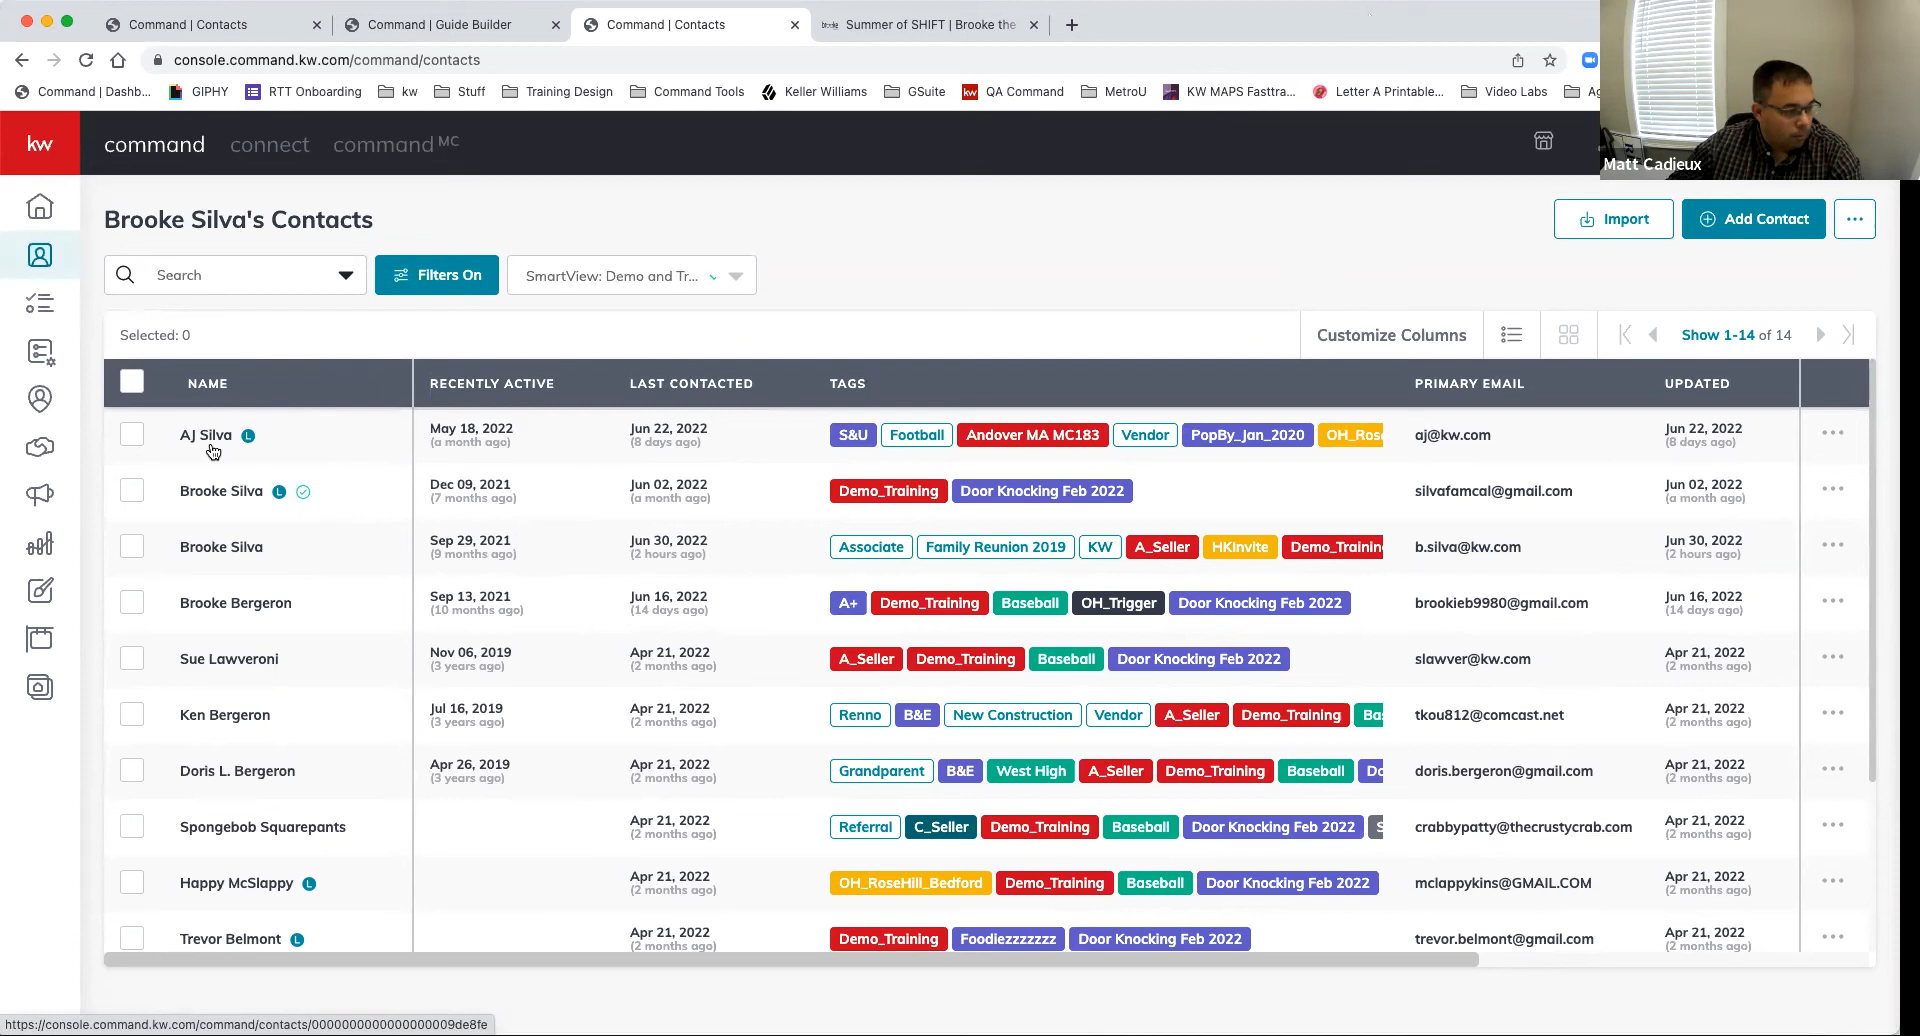 Command | Contacts
Command | Guide Builder
Command | Contacts
Summer of SHIFT | Brooke the
console.command.kw.com/command/contacts
Command | Dashb...
GIPHY
RTT Onboarding
kw
Stuff
Training Design
Command Tools
Keller Williams
GSuite
kw QA Command
MetroU
KW MAPS Fasttra...
Letter A Printable...
Video Labs
Matt Cadieux
kw
command connect command MC
Brooke Silva's Contacts
Import
Add Contact
Search
Filters On
SmartView: Demo and Tr...
Selected: 0
Customize Columns
Show 1-14 of 14
NAME RECENTLY ACTIVE LAST CONTACTED TAGS PRIMARY EMAIL UPDATED
AJ Silva L May 18, 2022 Jun 22, 2022 S&U Football Andover MA MC183 Vendor PopBy_Jan_2020 OH_Rose aj@kw.com Jun 22, 2022
(a month ago) (8 days ago) (8 days ago)
Brooke Silva L Dec 09, 2021 Jun 02, 2022 Demo_Training Door Knocking Feb 2022 silvafamcal@gmail.com Jun 02, 2022
(7 months ago) (a month ago) (a month ago)
Brooke Silva Sep 29, 2021 Jun 30, 2022 Associate Family Reunion 2019 KW A_Seller HKInvite Demo_Trainin b.silva@kw.com Jun 30, 2022
(9 months ago) (2 hours ago) (2 hours ago)
Brooke Bergeron Sep 13, 2021 Jun 16, 2022 A+ Demo_Training Baseball OH_Trigger Door Knocking Feb 2022 brookieb9980@gmail.com Jun 16, 2022
(10 months ago) (14 days ago) (14 days ago)
Sue Lawveroni Nov 06, 2019 Apr 21, 2022 A_Seller Demo_Training Baseball Door Knocking Feb 2022 slawver@kw.com Apr 21, 2022
(3 years ago) (2 months ago) (2 months ago)
Ken Bergeron Jul 16, 2019 Apr 21, 2022 Renno B&E New Construction Vendor A_Seller Demo_Training Bas tkou812@comcast.net Apr 21, 2022
(3 years ago) (2 months ago) (2 months ago)
Doris L. Bergeron Apr 26, 2019 Apr 21, 2022 Grandparent B&E West High A_Seller Demo_Training Baseball Do doris.bergeron@gmail.com Apr 21, 2022
(3 years ago) (2 months ago) (2 months ago)
Spongebob Squarepants Apr 21, 2022 Referral C_Seller Demo_Training Baseball Door Knocking Feb 2022 S crabbypatty@thecrustycrab.com Apr 21, 2022
(2 months ago) (2 months ago)
Happy McSlappy L Apr 21, 2022 OH_RoseHill_Bedford Demo_Training Baseball Door Knocking Feb 2022 mclappykins@GMAIL.COM Apr 21, 2022
(2 months ago) (2 months ago)
Trevor Belmont L Apr 21, 2022 Demo_Training Foodiezzzzzzz Door Knocking Feb 2022 trevor.belmont@gmail.com Apr 21, 2022
(2 months ago) (2 months ago)